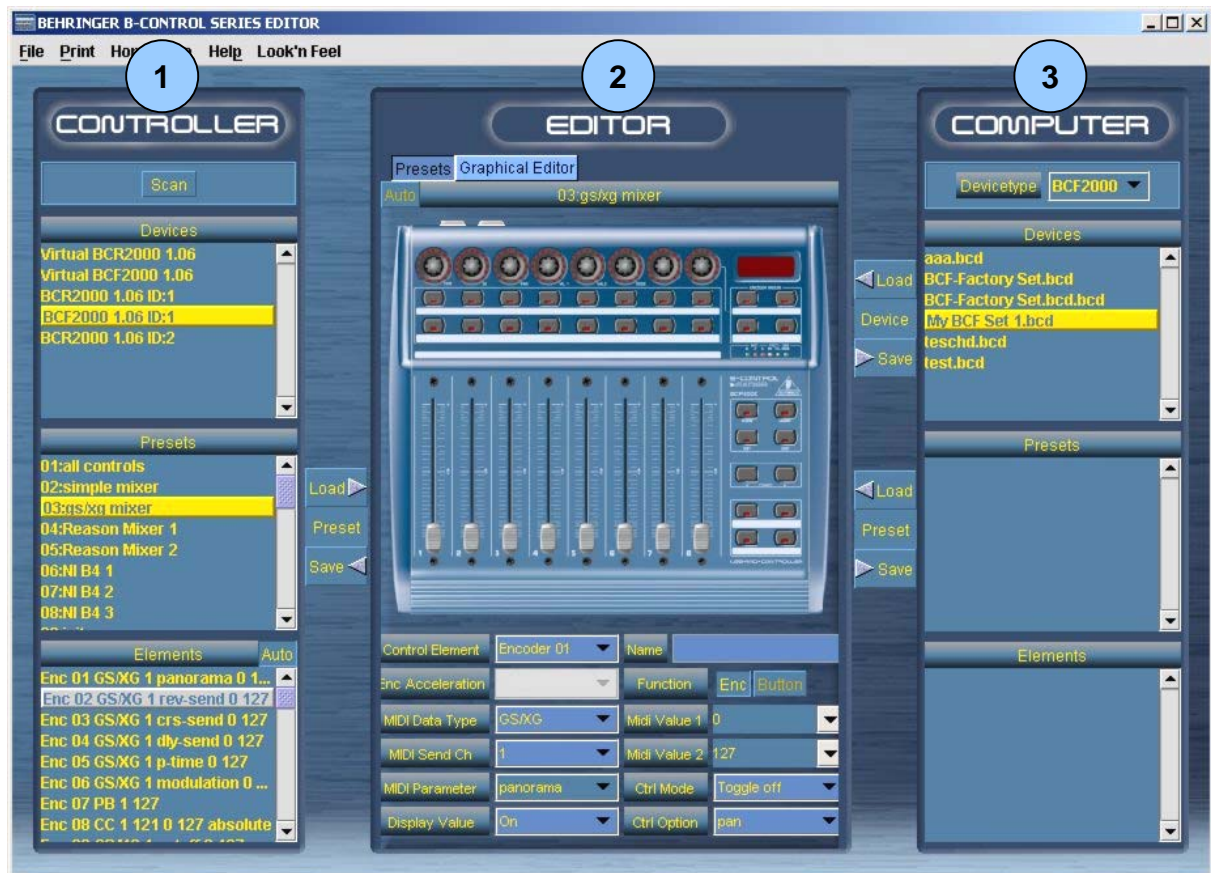 BEHRINGER B-CONTROL SERIES EDITOR
File Print Help Look'n Feel
1
2
3
CONTROLLER
Scan
Devices
Virtual BCR2000 1.06
Virtual BCF2000 1.06
BCR2000 1.06 ID:1
BCF2000 1.06 ID:1
BCR2000 1.06 ID:2
Presets
01:all controls
02:simple mixer
03:gs/xg mixer
04:Reason Mixer 1
05:Reason Mixer 2
06:NI B4 1
07:NI B4 2
08:NI B4 3
Elements Auto
Enc 01 GS/XG 1 panorama 0 1...
Enc 02 GS/XG 1 rev-send 0 127
Enc 03 GS/XG 1 crs-send 0 127
Enc 04 GS/XG 1 dly-send 0 127
Enc 05 GS/XG 1 p-time 0 127
Enc 06 GS/XG 1 modulation 0 ...
Enc 07 PB 1 127
Enc 08 CC 1 121 0 127 absolute
Load
Preset
Save
EDITOR
Presets Graphical Editor
Auto 03:gs/xg mixer
B-CONTROL
1 2 3 4 5 6 7 8
Control Element Encoder 01 Name
Enc Acceleration Function Enc Button
MIDI Data Type GS/XG Midi Value 1 0
MIDI Send Ch 1 Midi Value 2 127
MIDI Parameter panorama Ctrl Mode Toggle off
Display Value On Ctrl Option pan
Load
Device
Save
Load
Preset
Save
COMPUTER
Devicetype BCF2000
Devices
aaa.bcd
BCF-Factory Set.bcd
BCF-Factory Set.bcd.bcd
My BCF Set 1.bcd
teschd.bcd
test.bcd
Presets
Elements